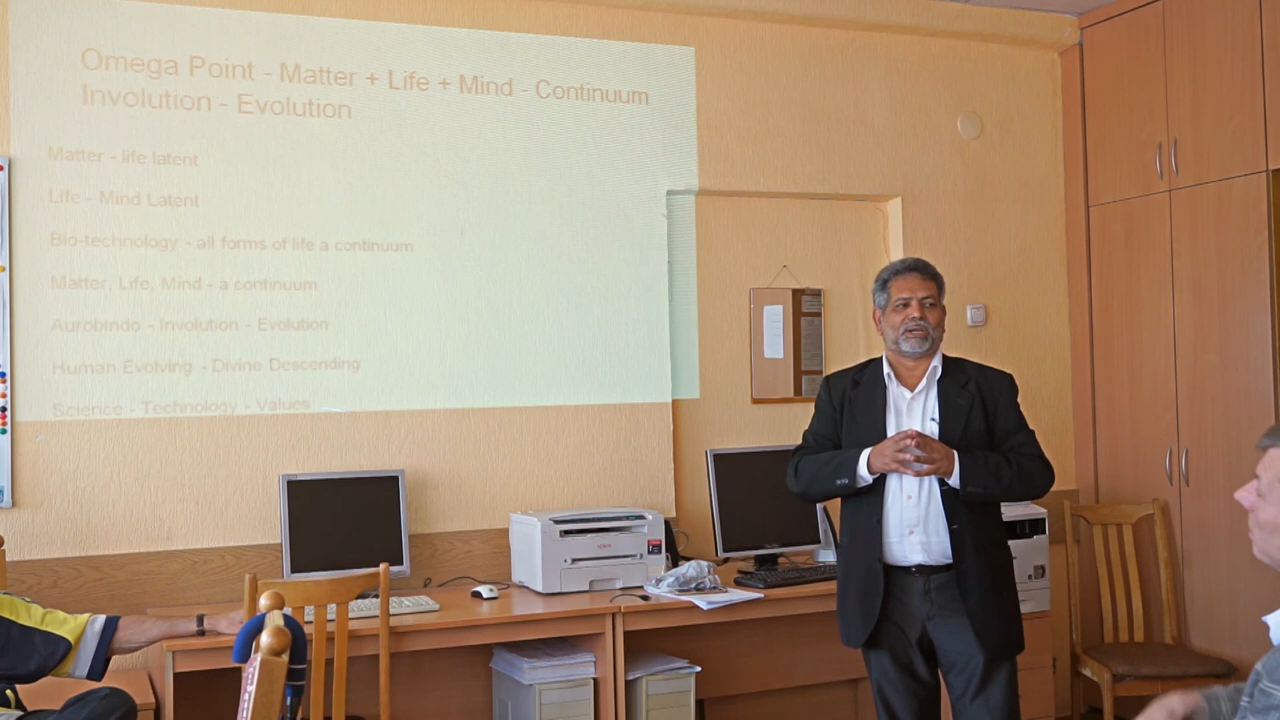 Omega Point - Matter + Life + Mind - Continuum
Involution - Evolution
Matter - life latent
Life - Mind Latent
Bio-technology - all forms of life a continuum
Matter, Life, Mind - a continuum
Aurobindo - Involution - Evolution
Human Evolving - Divine Descending
Science - Technology - Values